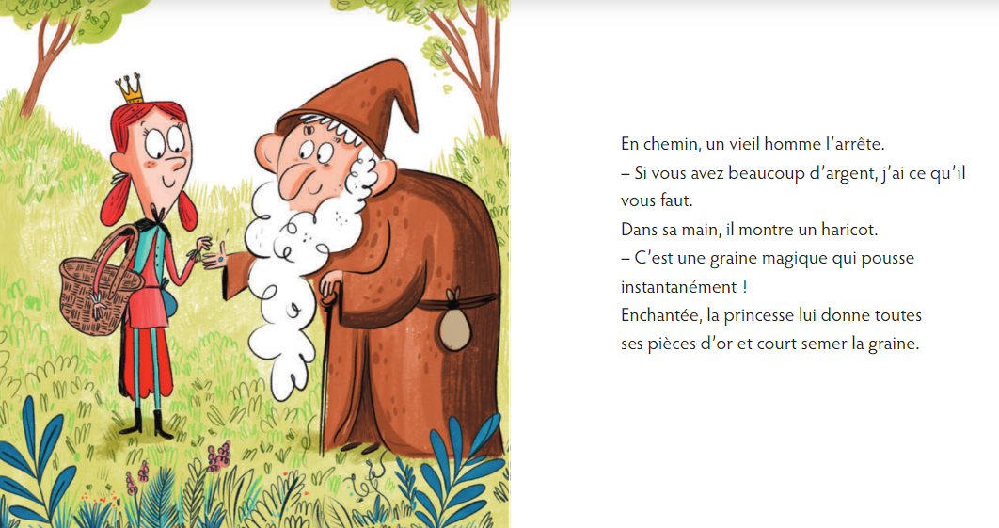 En chemin, un vieil homme l’arrête.
– Si vous avez beaucoup d’argent, j’ai ce qu’il
vous faut.
Dans sa main, il montre un haricot.
– C’est une graine magique qui pousse
instantanément !
Enchantée, la princesse lui donne toutes
ses pièces d’or et court semer la graine.